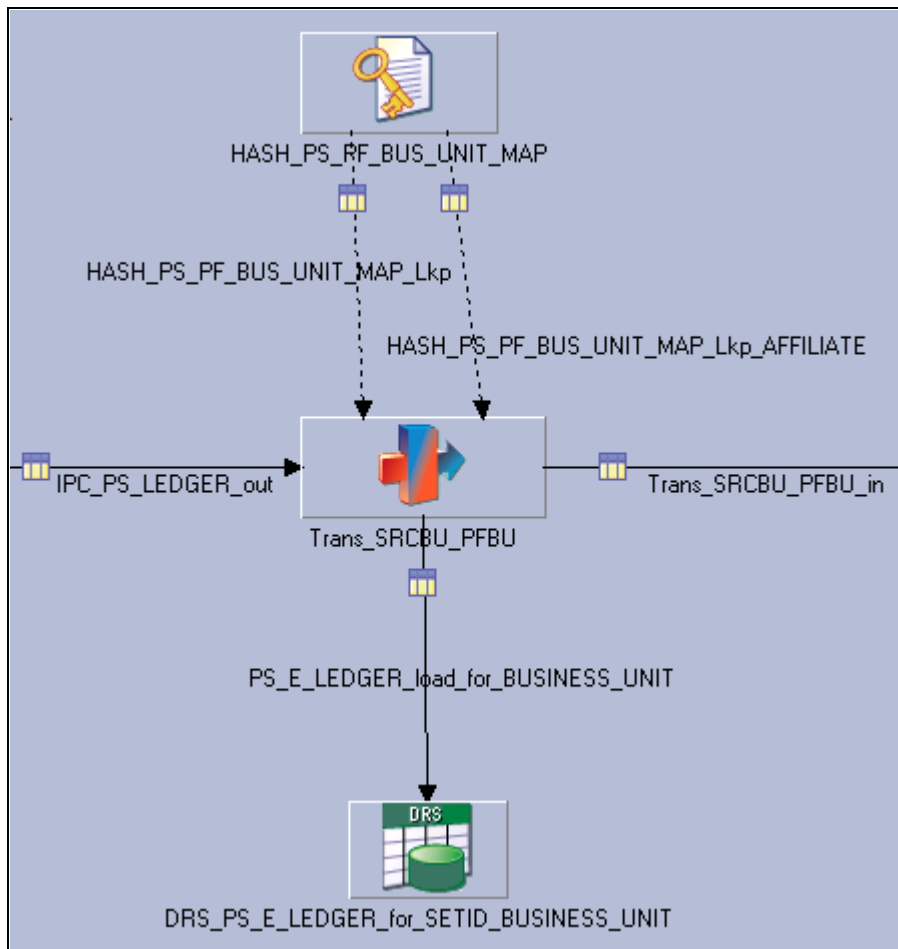 HASH_PS_PF_BUS_UNIT_MAP
HASH_PS_PF_BUS_UNIT_MAP_Lkp
HASH_PS_PF_BUS_UNIT_MAP_Lkp_AFFILIATE
IPC_PS_LEDGER_out
Trans_SRCBU_PFBU_in
Trans_SRCBU_PFBU
PS_E_LEDGER_load_for_BUSINESS_UNIT
DRS
DRS_PS_E_LEDGER_for_SETID_BUSINESS_UNIT